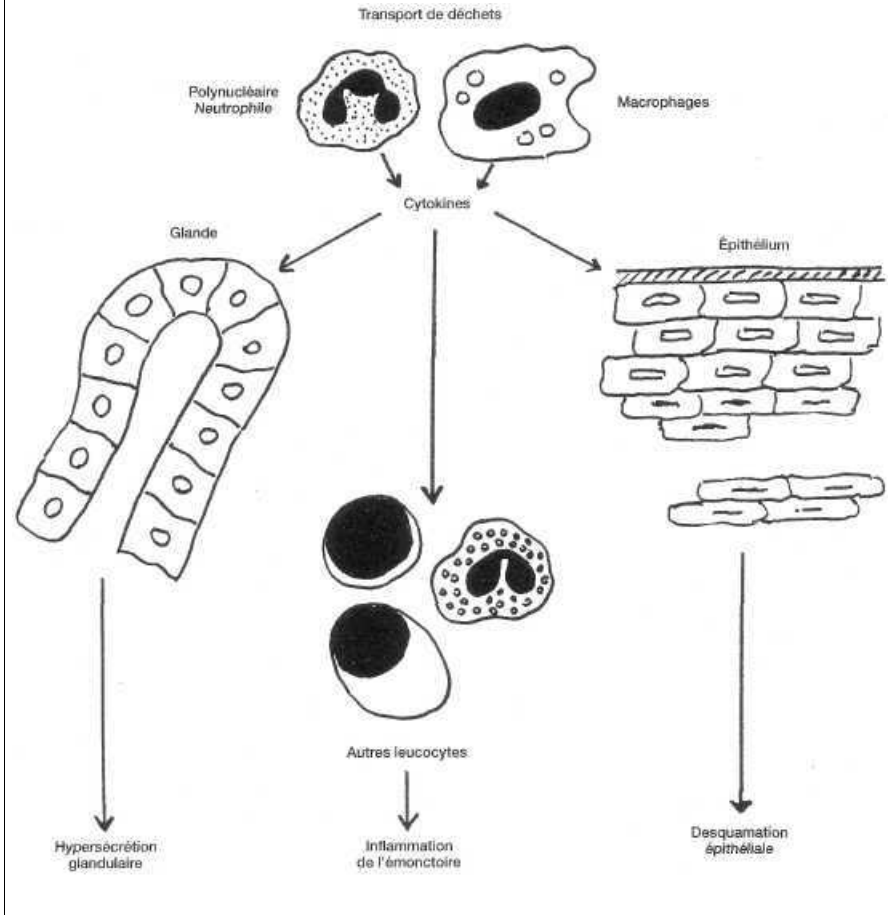 Transport de déchets
Polynucléaire
Neutrophile
Macrophages
Cytokines
Glande
Épithélium
Autres leucocytes
Hypersécrétion
glandulaire
Inflammation
de l'émonctoire
Desquamation
épithéliale